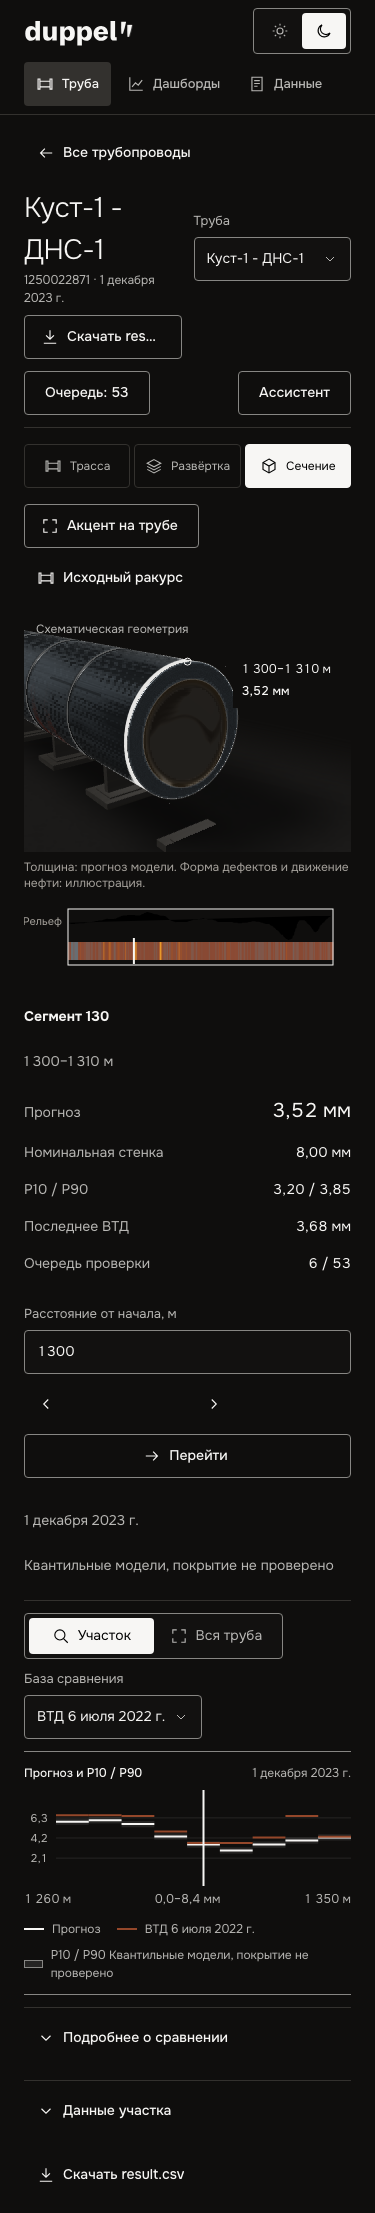 duppel
Труба
Дашборды
Данные
Все трубопроводы
Куст-1 -
ДНС-1
1250022871 · 1 декабря
2023 г.
Труба
Куст-1 - ДНС-1
Скачать res...
Очередь: 53
Ассистент
Трасса
Развёртка
Сечение
Акцент на трубе
Исходный ракурс
Схематическая геометрия
1 300–1 310 м
3,52 мм
Толщина: прогноз модели. Форма дефектов и движение
нефти: иллюстрация.
Рельеф
Сегмент 130
1 300–1 310 м
Прогноз 3,52 мм
Номинальная стенка 8,00 мм
P10 / P90 3,20 / 3,85
Последнее ВТД 3,68 мм
Очередь проверки 6 / 53
Расстояние от начала, м
1 300
Перейти
1 декабря 2023 г.
Квантильные модели, покрытие не проверено
Участок
Вся труба
База сравнения
ВТД 6 июля 2022 г.
Прогноз и P10 / P90 1 декабря 2023 г.
6,3
4,2
2,1
1 260 м 0,0–8,4 мм 1 350 м
Прогноз ВТД 6 июля 2022 г.
P10 / P90 Квантильные модели, покрытие не
проверено
Подробнее о сравнении
Данные участка
Скачать result.csv